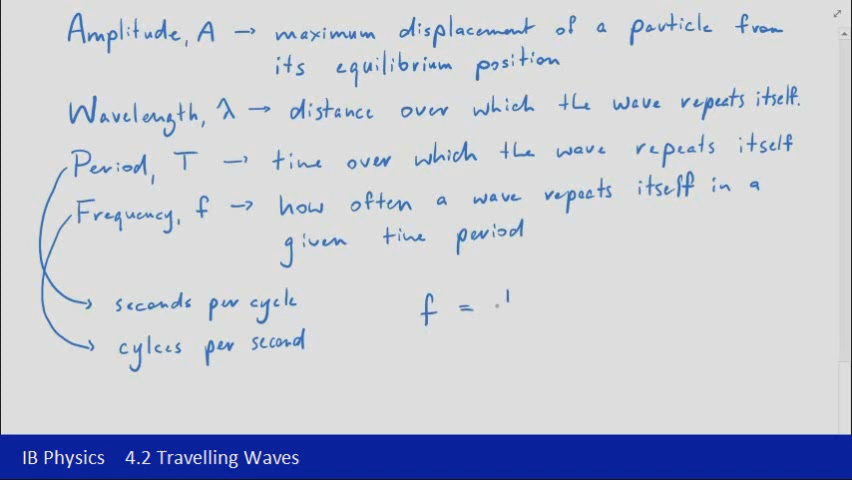 Amplitude, A → maximum displacement of a particle from
its equilibrium position
Wavelength, λ → distance over which the wave repeats itself.
Period, T → time over which the wave repeats itself
Frequency, f → how often a wave repeats itself in a
given time period
→ seconds per cycle
→ cylces per second
f = 1
IB Physics 4.2 Travelling Waves